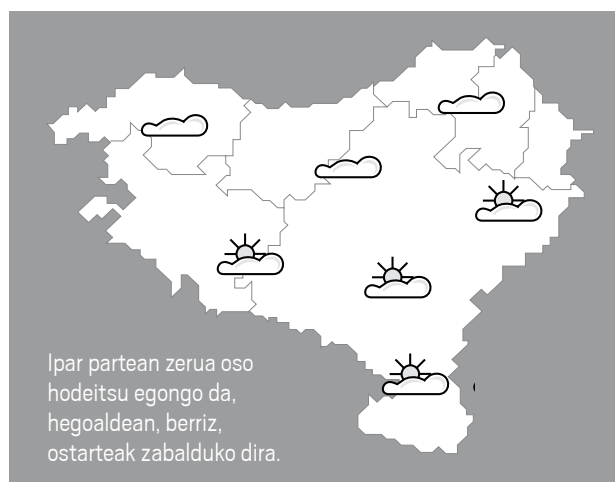 Ipar partean zerua oso
hodeitsu egongo da,
hegoaldean, berriz,
ostarteak zabalduko dira.